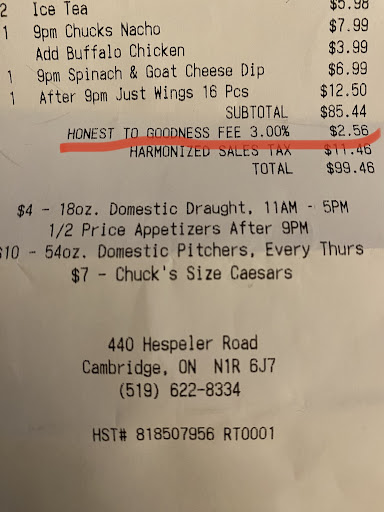 2 Ice Tea $5.98
1 9pm Chucks Nacho $7.99
Add Buffalo Chicken $3.99
1 9pm Spinach & Goat Cheese Dip $6.99
1 After 9pm Just Wings 16 Pcs $12.50
SUBTOTAL $85.44
HONEST TO GOODNESS FEE 3.00% $2.56
HARMONIZED SALES TAX $11.46
TOTAL $99.46
$4 - 18oz. Domestic Draught, 11AM - 5PM
1/2 Price Appetizers After 9PM
$10 - 54oz. Domestic Pitchers, Every Thurs
$7 - Chuck's Size Caesars
440 Hespeler Road
Cambridge, ON N1R 6J7
(519) 622-8334
HST# 818507956 RT0001